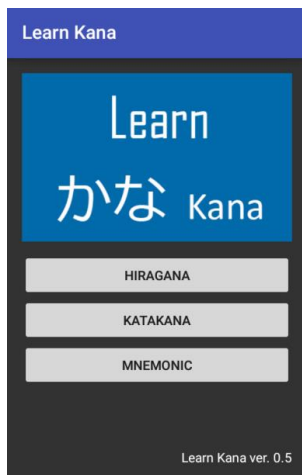 Learn Kana
Learn
かな Kana
HIRAGANA
KATAKANA
MNEMONIC
Learn Kana ver. 0.5